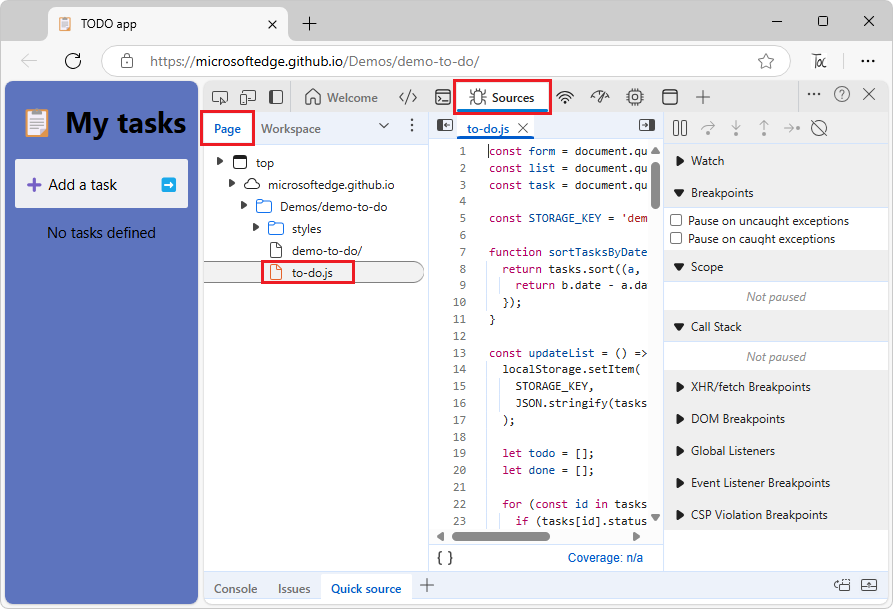 TODO app
https://microsoftedge.github.io/Demos/demo-to-do/
My tasks
Add a task
No tasks defined
Welcome
Sources
Page
Workspace
top
microsoftedge.github.io
Demos/demo-to-do
styles
demo-to-do/
to-do.js
to-do.js
1 const form = document.qu
2 const list = document.qu
3 const task = document.qu
4
5 const STORAGE_KEY = 'dem
6
7 function sortTasksByDate
8 return tasks.sort((a,
9 return b.date - a.da
10 });
11 }
12
13 const updateList = () =>
14 localStorage.setItem(
15 STORAGE_KEY,
16 JSON.stringify(tasks
17 );
18
19 let todo = [];
20 let done = [];
21
22 for (const id in tasks
23 if (tasks[id].status
{ }
Coverage: n/a
Watch
Breakpoints
Pause on uncaught exceptions
Pause on caught exceptions
Scope
Not paused
Call Stack
Not paused
XHR/fetch Breakpoints
DOM Breakpoints
Global Listeners
Event Listener Breakpoints
CSP Violation Breakpoints
Console
Issues
Quick source